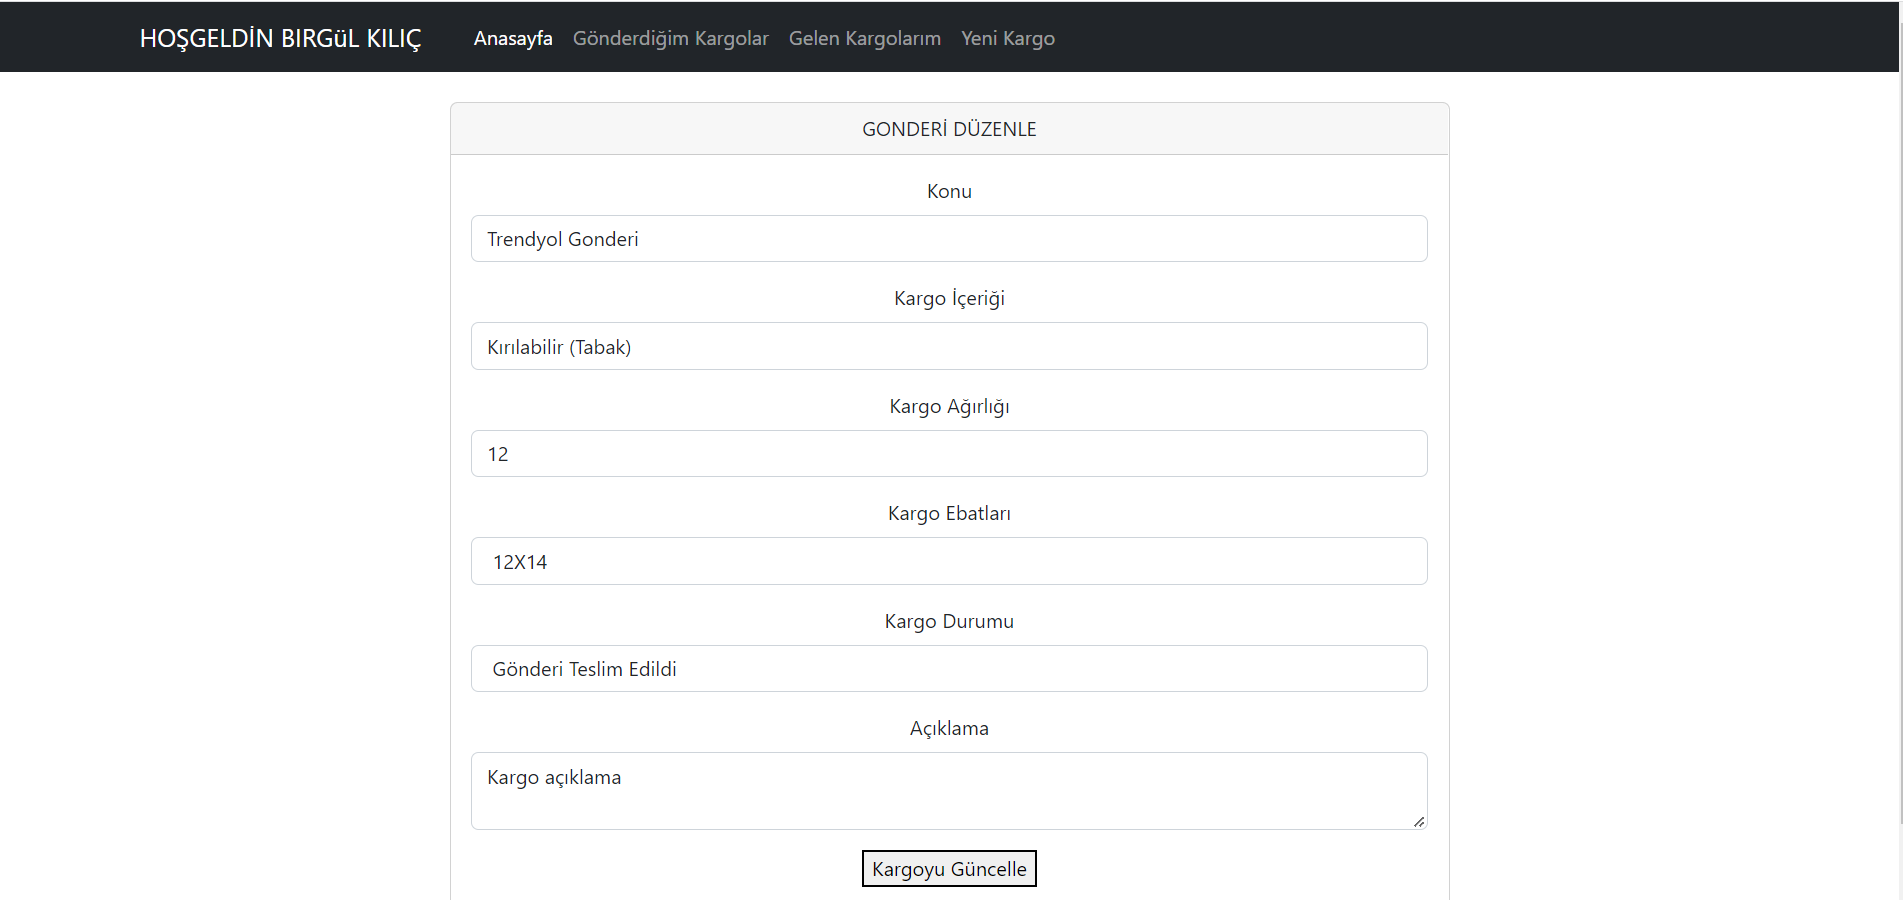 HOŞGELDİN BIRGüL KILIÇ Anasayfa Gönderdiğim Kargolar Gelen Kargolarım Yeni Kargo
GONDERİ DÜZENLE
Konu
Trendyol Gonderi
Kargo İçeriği
Kırılabilir (Tabak)
Kargo Ağırlığı
12
Kargo Ebatları
12X14
Kargo Durumu
Gönderi Teslim Edildi
Açıklama
Kargo açıklama
Kargoyu Güncelle